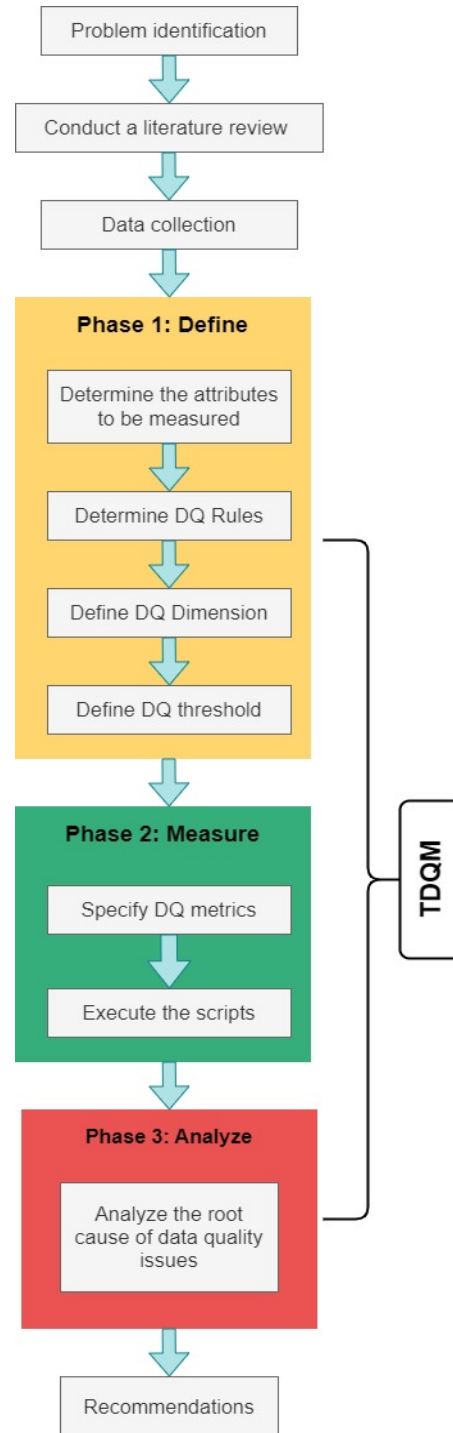 Problem identification
Conduct a literature review
Data collection
Phase 1: Define
Determine the attributes
to be measured
Determine DQ Rules
Define DQ Dimension
Define DQ threshold
Phase 2: Measure
Specify DQ metrics
Execute the scripts
TDQM
Phase 3: Analyze
Analyze the root
cause of data quality
issues
Recommendations